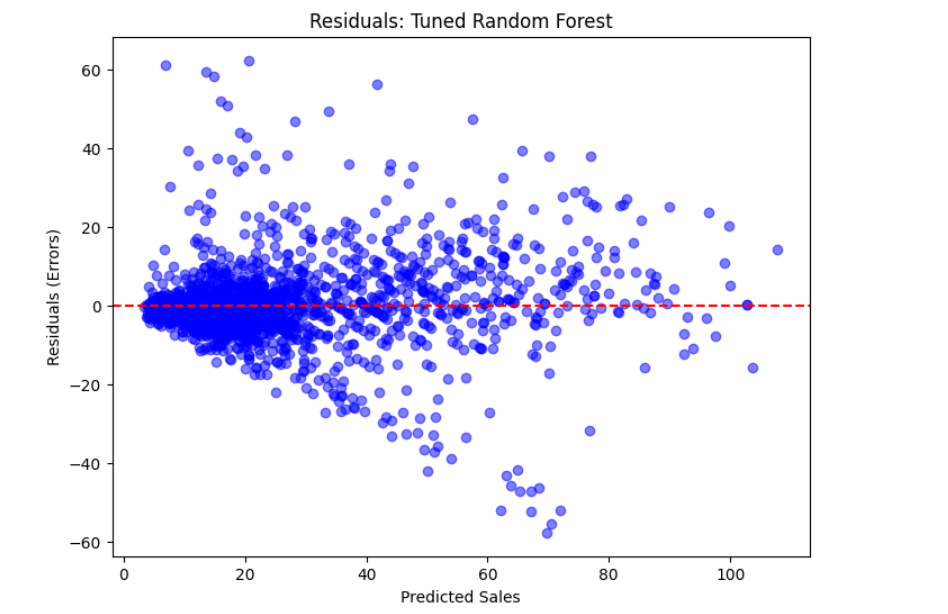 Residuals: Tuned Random Forest
60
40
20
0
−20
−40
−60
Residuals (Errors)
0 20 40 60 80 100
Predicted Sales